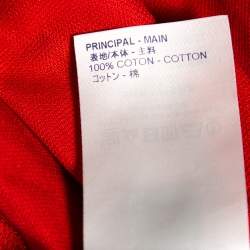 PRINCIPAL - MAIN
表地/本体 - 主料
100% COTON - COTTON
コットン - 棉